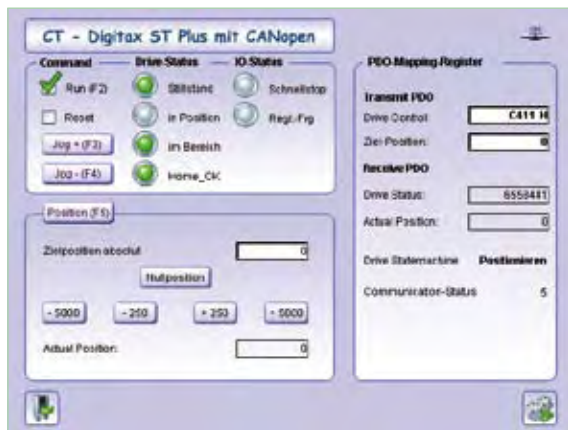 CT - Digitax ST Plus mit CANopen
Command
Drive Status
IO Status
Run (F2)
Stillstand
Schnellstop
Reset
in Position
Regl.-Frg
Jog + (F3)
im Bereich
Jog - (F4)
Home_OK
Position (F5)
Zielposition absolut
0
Nullposition
- 5000
- 250
+ 250
+ 5000
Actual Position:
0
PDO-Mapping-Register
Transmit PDO
Drive Control:
C411 H
Ziel-Position:
0
Receive PDO
Drive Status:
Actual Position:
0
Drive Statemachine
Positionieren
Communicator-Status
5